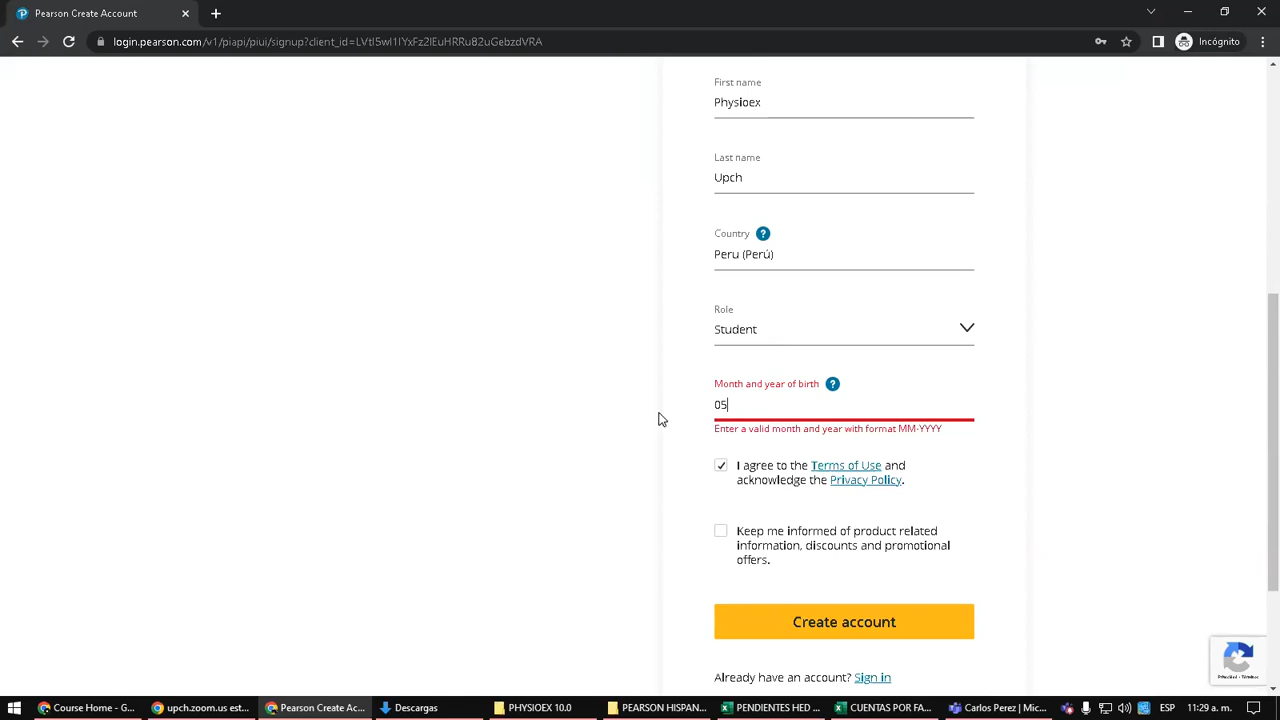 Pearson Create Account
login.pearson.com/v1/piapi/piui/signup?client_id=LVtI5wI1IYxFz2IEuHRRu82uGebzdVRA
Incógnito
First name
Physioex
Last name
Upch
Country ?
Peru (Perú)
Role
Student
Month and year of birth ?
05
Enter a valid month and year with format MM-YYYY
I agree to the Terms of Use and
acknowledge the Privacy Policy.
Keep me informed of product related
information, discounts and promotional
offers.
Create account
Privacidad - Términos
Already have an account? Sign in
Course Home - G... upch.zoom.us est... Pearson Create Ac... Descargas PHYSIOEX 10.0 PEARSON HISPAN... PENDIENTES HED ... CUENTAS POR FA... Carlos Perez | Mic... ESP 11:29 a. m.